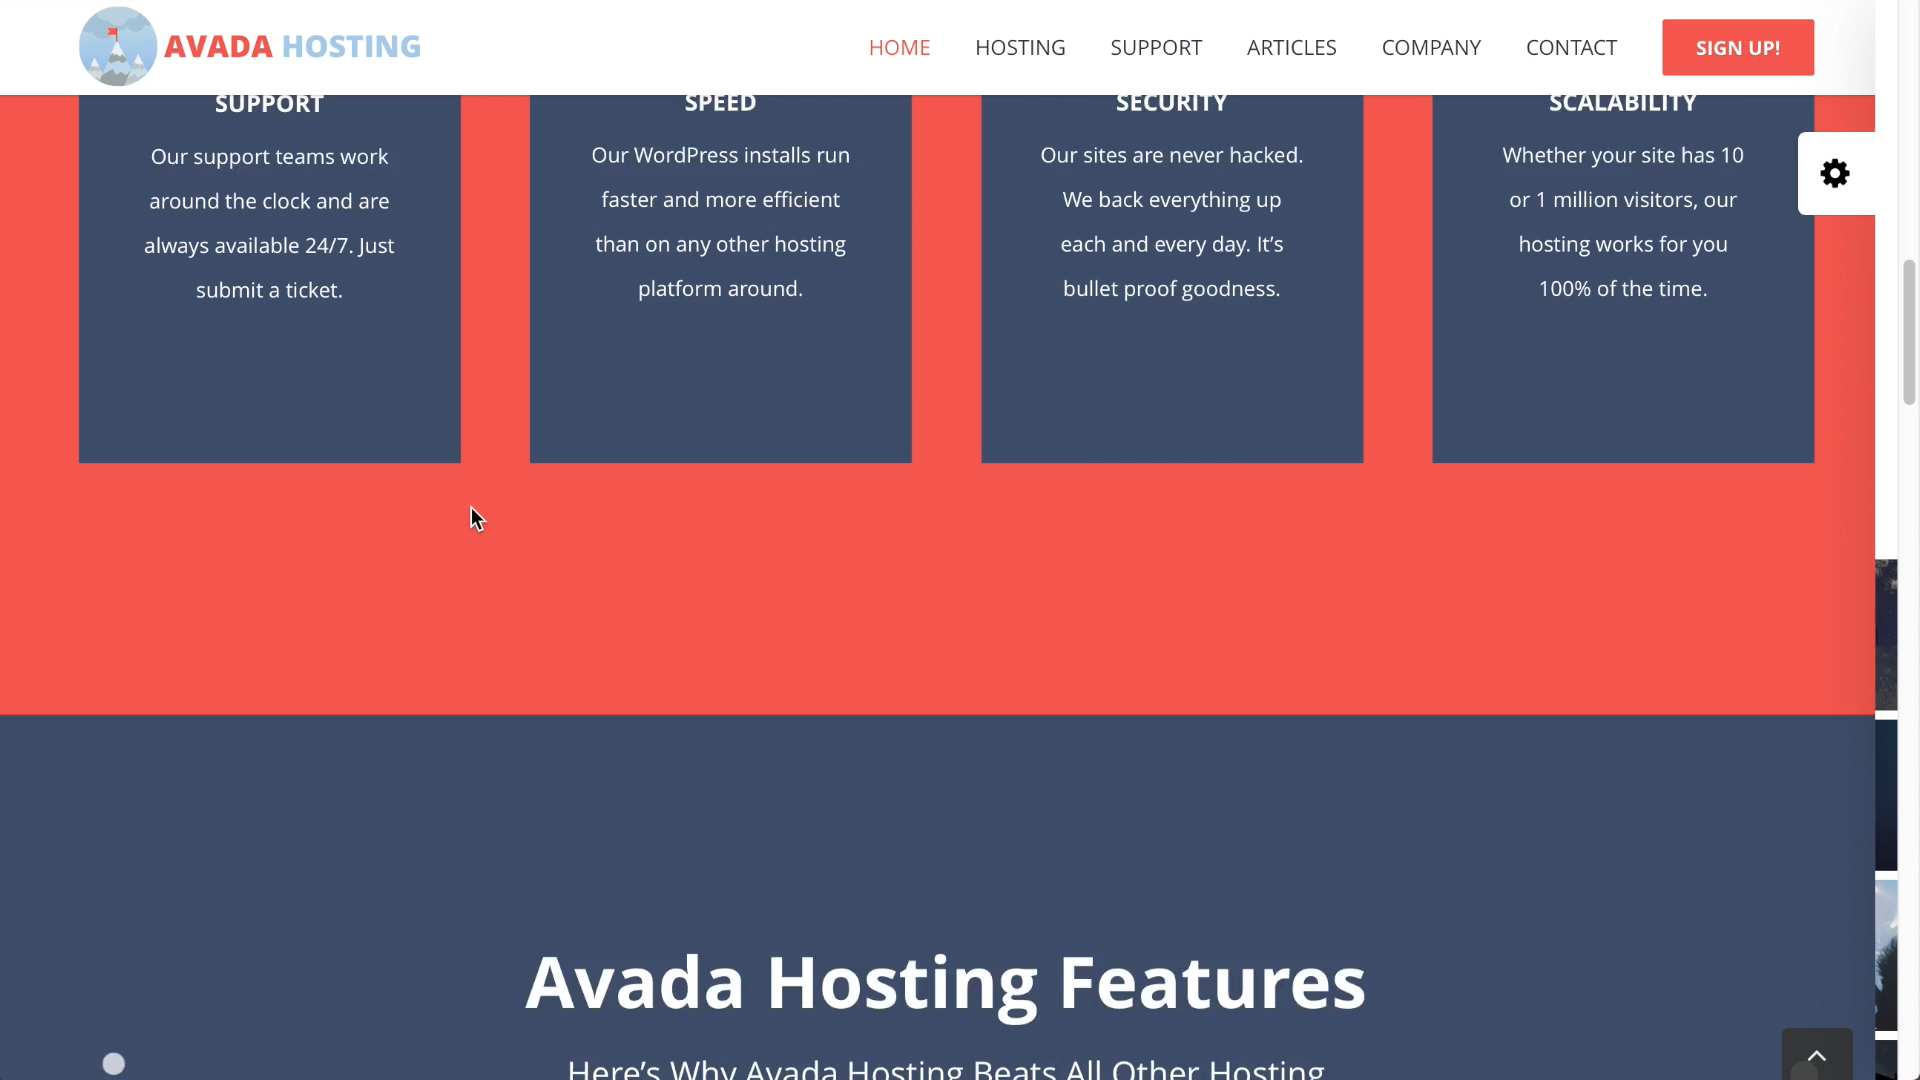 AVADA HOSTING
HOME HOSTING SUPPORT ARTICLES COMPANY CONTACT SIGN UP!
SUPPORT
Our support teams work
around the clock and are
always available 24/7. Just
submit a ticket.
SPEED
Our WordPress installs run
faster and more efficient
than on any other hosting
platform around.
SECURITY
Our sites are never hacked.
We back everything up
each and every day. It’s
bullet proof goodness.
SCALABILITY
Whether your site has 10
or 1 million visitors, our
hosting works for you
100% of the time.
Avada Hosting Features
Here’s Why Avada Hosting Beats All Other Hosting